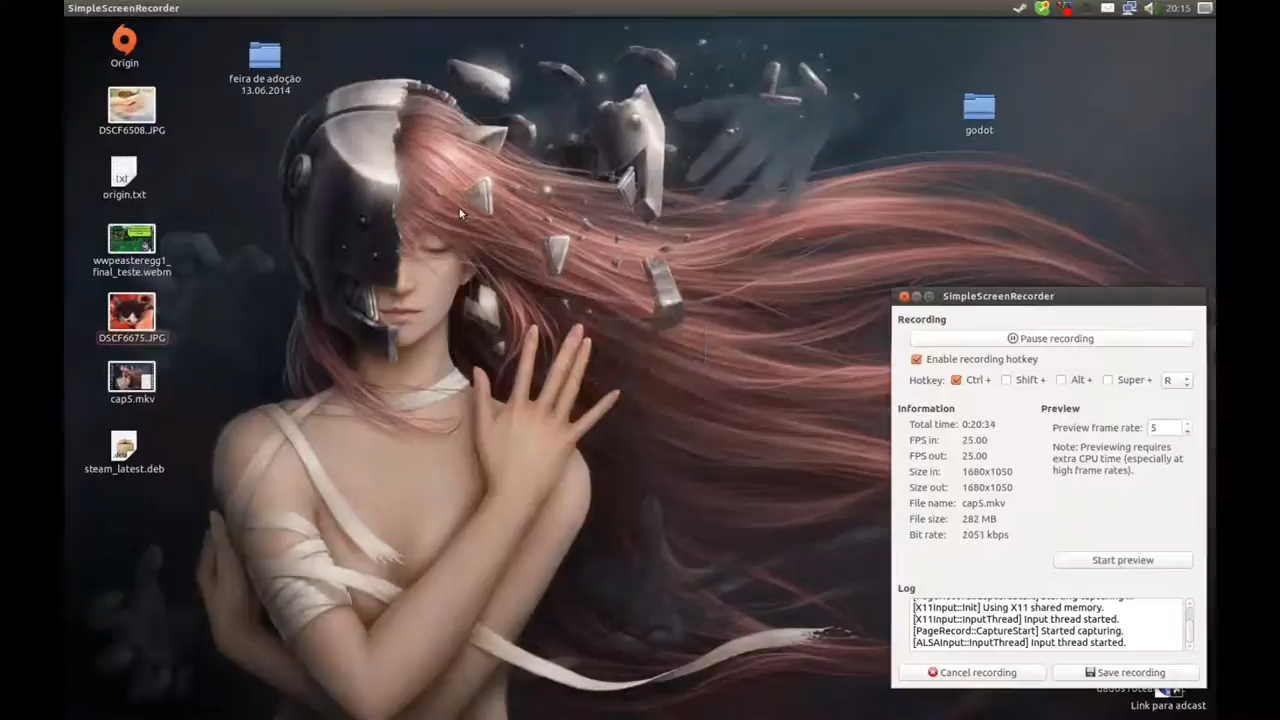 SimpleScreenRecorder
20:15
Origin
feira de adoção
13.06.2014
DSCF6508.JPG
godot
txt
origin.txt
wwpeasteregg1_
final_teste.webm
DSCF6675.JPG
cap5.mkv
deb
steam_latest.deb
SimpleScreenRecorder
Recording
Pause recording
Enable recording hotkey
Hotkey: Ctrl + Shift + Alt + Super + R
Information
Total time: 0:20:34
FPS in: 25.00
FPS out: 25.00
Size in: 1680x1050
Size out: 1680x1050
File name: cap5.mkv
File size: 282 MB
Bit rate: 2051 kbps
Preview
Preview frame rate: 5
Note: Previewing requires
extra CPU time (especially at
high frame rates).
Start preview
Log
[X11Input::Init] Using X11 shared memory.
[X11Input::InputThread] Input thread started.
[PageRecord::CaptureStart] Started capturing.
[ALSAInput::InputThread] Input thread started.
Cancel recording
Save recording
Link para adcast